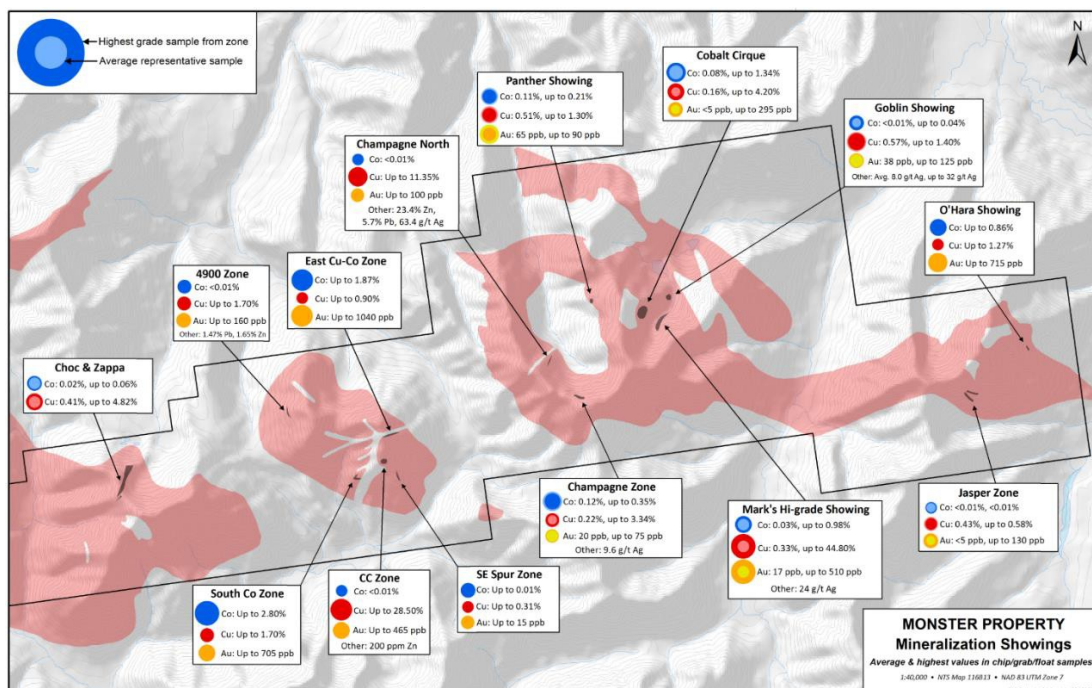 Highest grade sample from zone
Average representative sample
N
Cobalt Cirque
Co: 0.08%, up to 1.34%
Cu: 0.16%, up to 4.20%
Au: <5 ppb, up to 295 ppb
Panther Showing
Co: 0.11%, up to 0.21%
Cu: 0.51%, up to 1.30%
Au: 65 ppb, up to 90 ppb
Goblin Showing
Co: <0.01%, up to 0.04%
Cu: 0.57%, up to 1.40%
Au: 38 ppb, up to 125 ppb
Other: Avg. 8.0 g/t Ag, up to 32 g/t Ag
Champagne North
Co: <0.01%
Cu: Up to 11.35%
Au: Up to 100 ppb
Other: 23.4% Zn,
5.7% Pb, 63.4 g/t Ag
O'Hara Showing
Co: Up to 0.86%
Cu: Up to 1.27%
Au: Up to 715 ppb
East Cu-Co Zone
Co: Up to 1.87%
Cu: Up to 0.90%
Au: Up to 1040 ppb
4900 Zone
Co: <0.01%
Cu: Up to 1.70%
Au: Up to 160 ppb
Other: 1.47% Pb, 1.65% Zn
Choc & Zappa
Co: 0.02%, up to 0.06%
Cu: 0.41%, up to 4.82%
Champagne Zone
Co: 0.12%, up to 0.35%
Cu: 0.22%, up to 3.34%
Au: 20 ppb, up to 75 ppb
Other: 9.6 g/t Ag
Mark's Hi-grade Showing
Co: 0.03%, up to 0.98%
Cu: 0.33%, up to 44.80%
Au: 17 ppb, up to 510 ppb
Other: 24 g/t Ag
Jasper Zone
Co: <0.01%, <0.01%
Cu: 0.43%, up to 0.58%
Au: <5 ppb, up to 130 ppb
South Co Zone
Co: Up to 2.80%
Cu: Up to 1.70%
Au: Up to 705 ppb
CC Zone
Co: <0.01%
Cu: Up to 28.50%
Au: Up to 465 ppb
Other: 200 ppm Zn
SE Spur Zone
Co: Up to 0.01%
Cu: Up to 0.31%
Au: Up to 15 ppb
MONSTER PROPERTY
Mineralization Showings
Average & highest values in chip/grab/float samples
1:40,000 • NTS Map 116B13 • NAD 83 UTM Zone 7